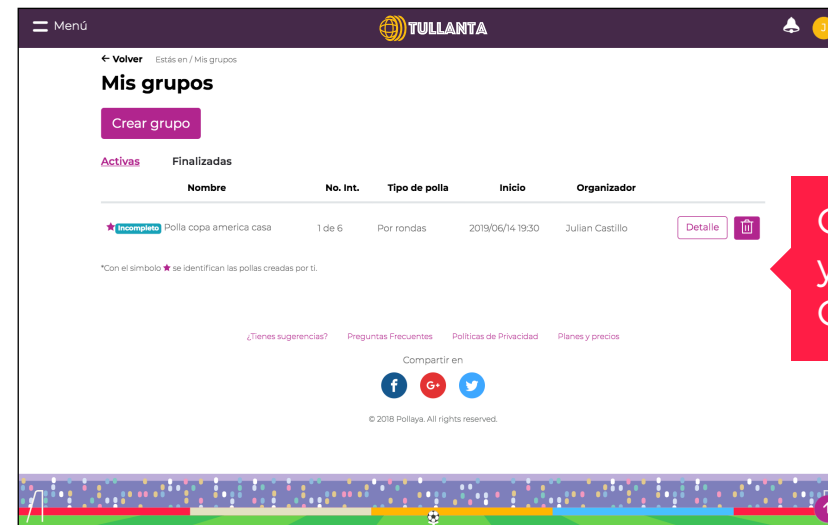 Menú
TULLANTA
J
← Volver Estás en / Mis grupos
Mis grupos
Crear grupo
Activas Finalizadas
Nombre No. Int. Tipo de polla Inicio Organizador
★ Incompleto Polla copa america casa 1 de 6 Por rondas 2019/06/14 19:30 Julian Castillo Detalle
*Con el simbolo ★ se identifican las pollas creadas por ti.
¿Tienes sugerencias? Preguntas Frecuentes Políticas de Privacidad Planes y precios
Compartir en
f G+
© 2018 Pollaya. All rights reserved.
y